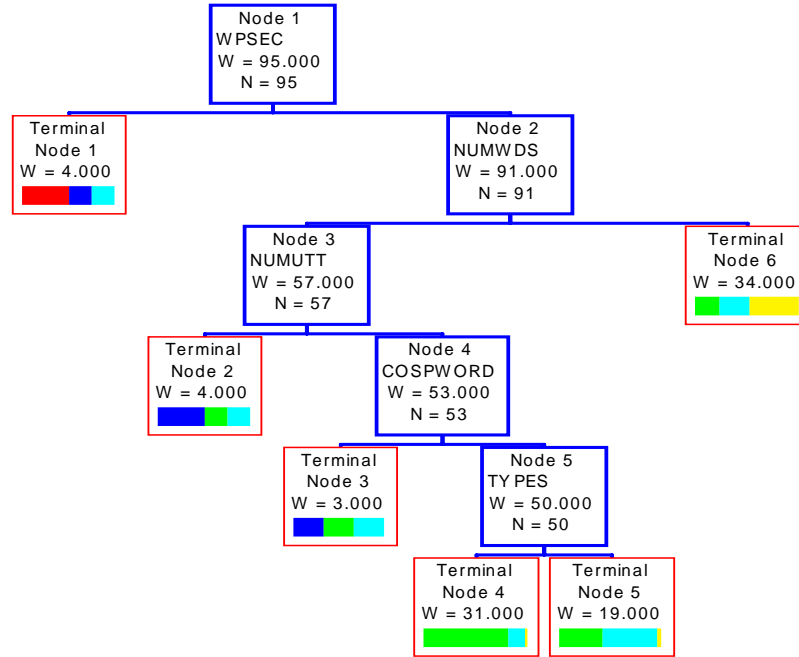 Node 1
WPSEC
W = 95.000
N = 95
Terminal
Node 1
W = 4.000
Node 2
NUMWDS
W = 91.000
N = 91
Node 3
NUMUTT
W = 57.000
N = 57
Terminal
Node 6
W = 34.000
Terminal
Node 2
W = 4.000
Node 4
COSPWORD
W = 53.000
N = 53
Terminal
Node 3
W = 3.000
Node 5
TYPES
W = 50.000
N = 50
Terminal
Node 4
W = 31.000
Terminal
Node 5
W = 19.000